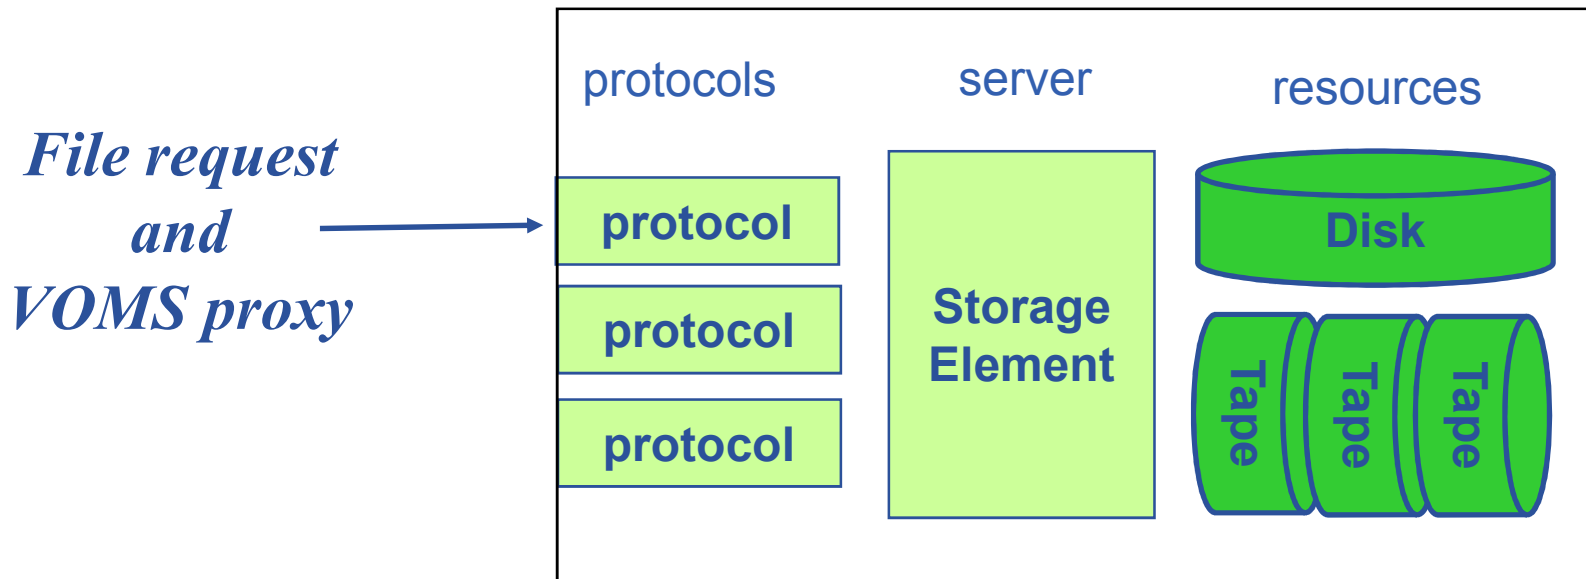 protocols
server
resources
File request
and
VOMS proxy
protocol
protocol
protocol
Storage
Element
Disk
Tape
Tape
Tape